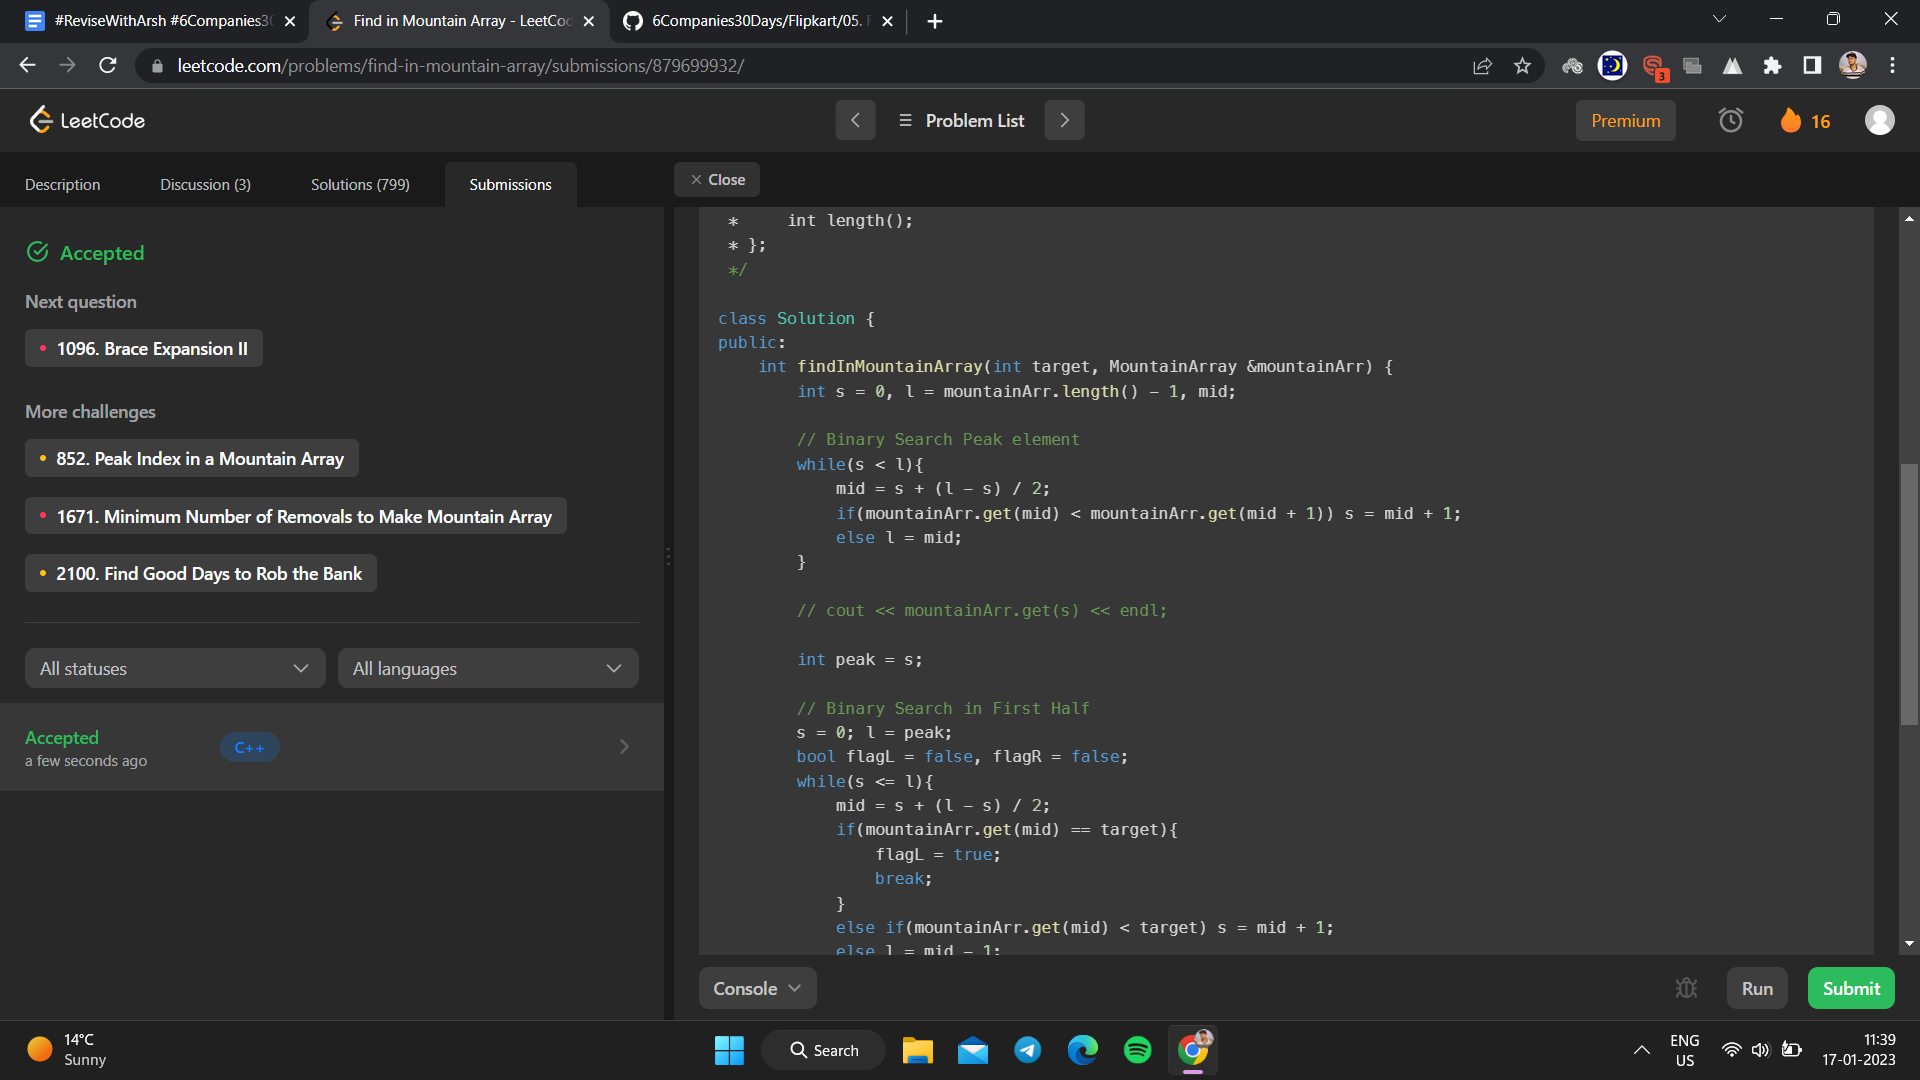 #ReviseWithArsh #6Companies30
Find in Mountain Array - LeetCod
6Companies30Days/Flipkart/05. F
leetcode.com/problems/find-in-mountain-array/submissions/879699932/
3
LeetCode
Problem List
Premium
16
Description
Discussion (3)
Solutions (799)
Submissions
Close
Accepted
Next question
1096. Brace Expansion II
More challenges
852. Peak Index in a Mountain Array
1671. Minimum Number of Removals to Make Mountain Array
2100. Find Good Days to Rob the Bank
All statuses
All languages
Accepted
a few seconds ago
C++
*     int length();
* };
*/
class Solution {
public:
    int findInMountainArray(int target, MountainArray &mountainArr) {
        int s = 0, l = mountainArr.length() - 1, mid;
        // Binary Search Peak element
        while(s < l){
            mid = s + (l - s) / 2;
            if(mountainArr.get(mid) < mountainArr.get(mid + 1)) s = mid + 1;
            else l = mid;
        }
        // cout << mountainArr.get(s) << endl;
        int peak = s;
        // Binary Search in First Half
        s = 0; l = peak;
        bool flagL = false, flagR = false;
        while(s <= l){
            mid = s + (l - s) / 2;
            if(mountainArr.get(mid) == target){
                flagL = true;
                break;
            }
            else if(mountainArr.get(mid) < target) s = mid + 1;
            else l = mid - 1;
Console
Run
Submit
14°C
Sunny
Search
ENG
US
11:39
17-01-2023